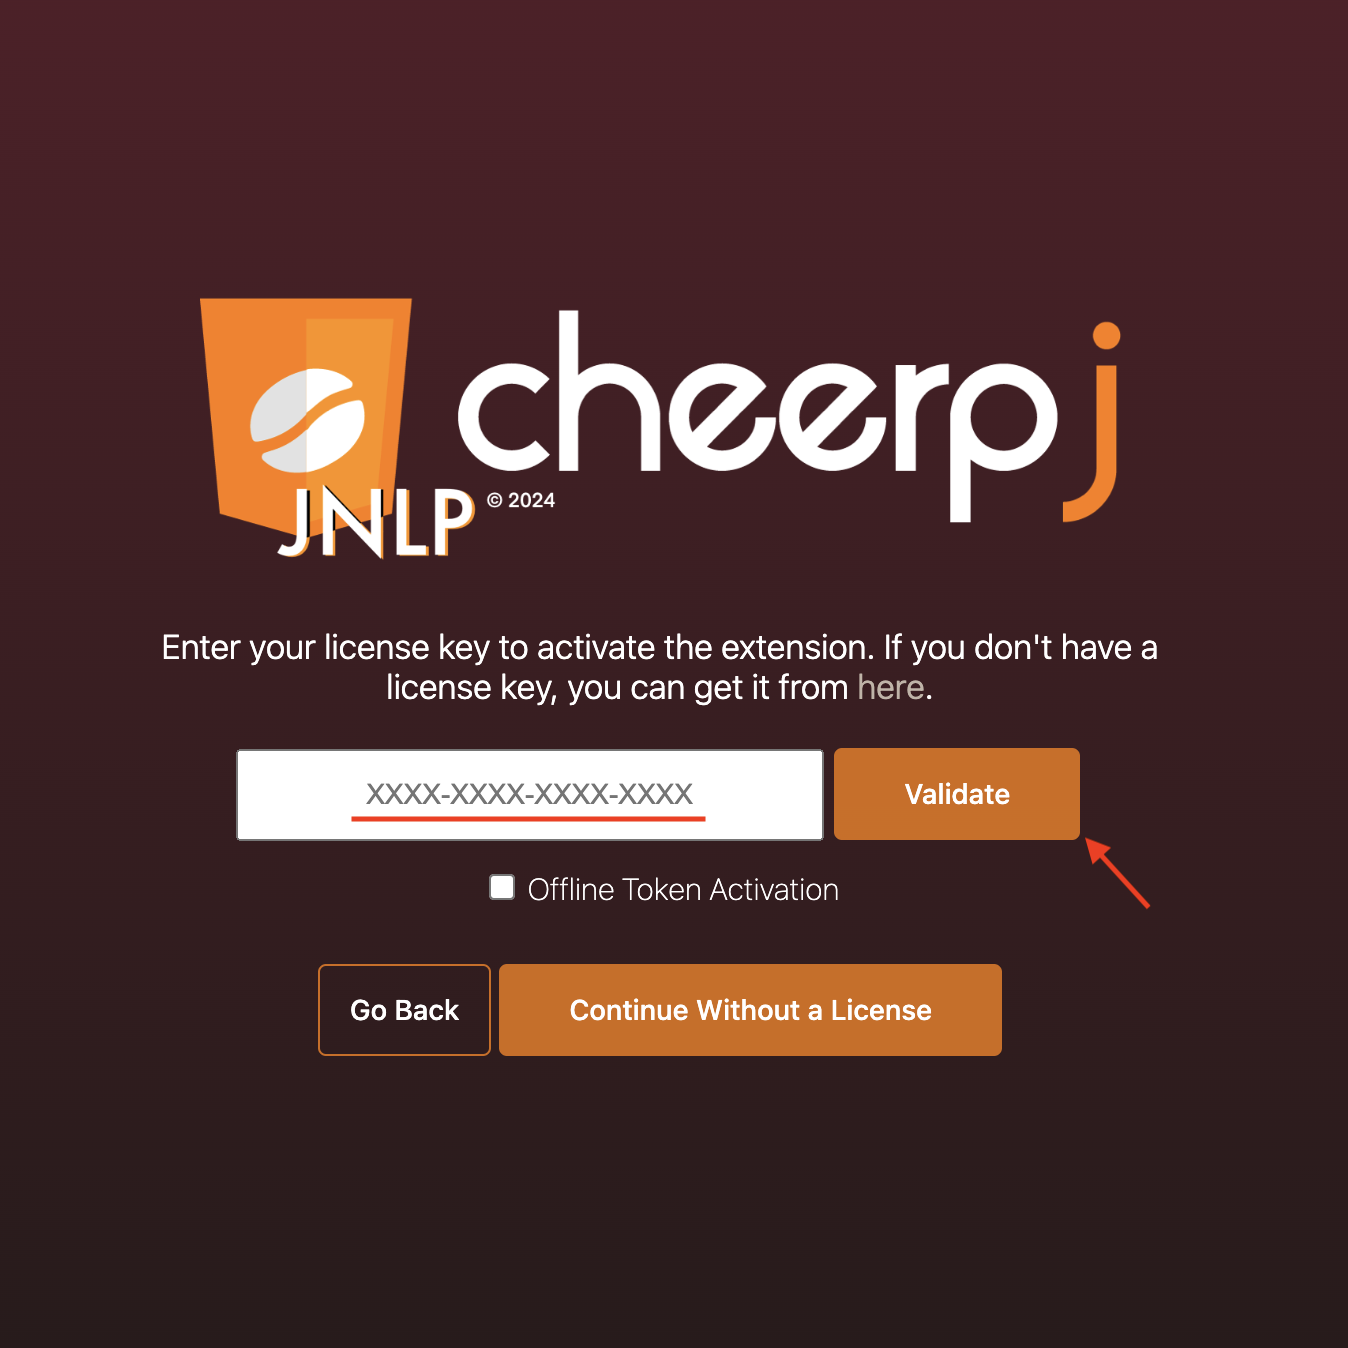 cheerpj
JNLP © 2024
Enter your license key to activate the extension. If you don't have a
license key, you can get it from here.
XXXX-XXXX-XXXX-XXXX
Validate
Offline Token Activation
Go Back
Continue Without a License